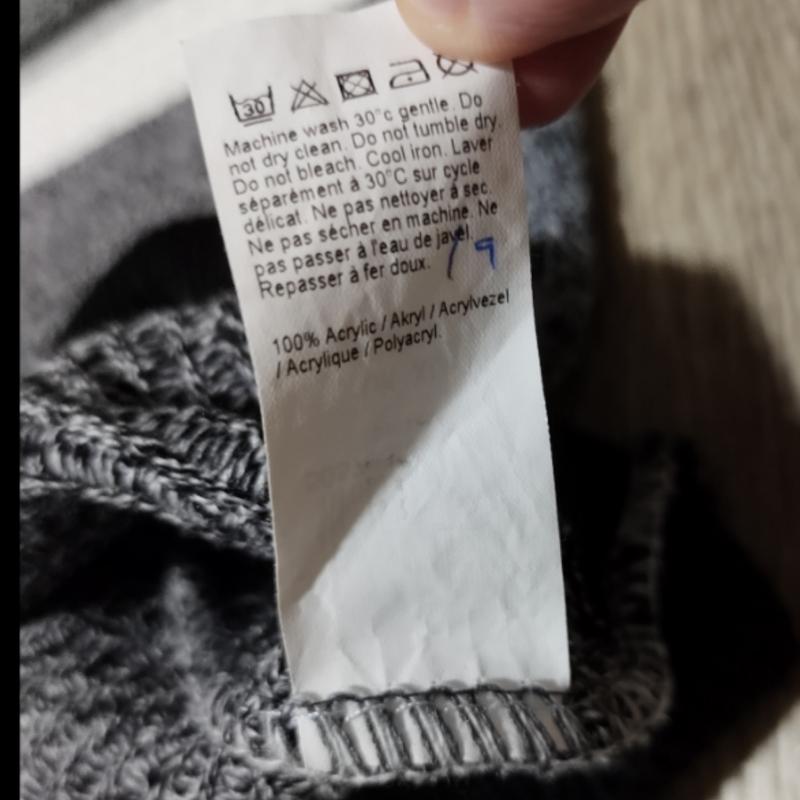 30
Machine wash 30°c gentle. Do
not dry clean. Do not tumble dry.
Do not bleach. Cool iron. Laver
séparément à 30°C sur cycle
délicat. Ne pas nettoyer à sec.
Ne pas sécher en machine. Ne
pas passer à l'eau de javel.
Repasser à fer doux. / 9
100% Acrylic / Akryl / Acrylvezel
/ Acrylique / Polyacryl.